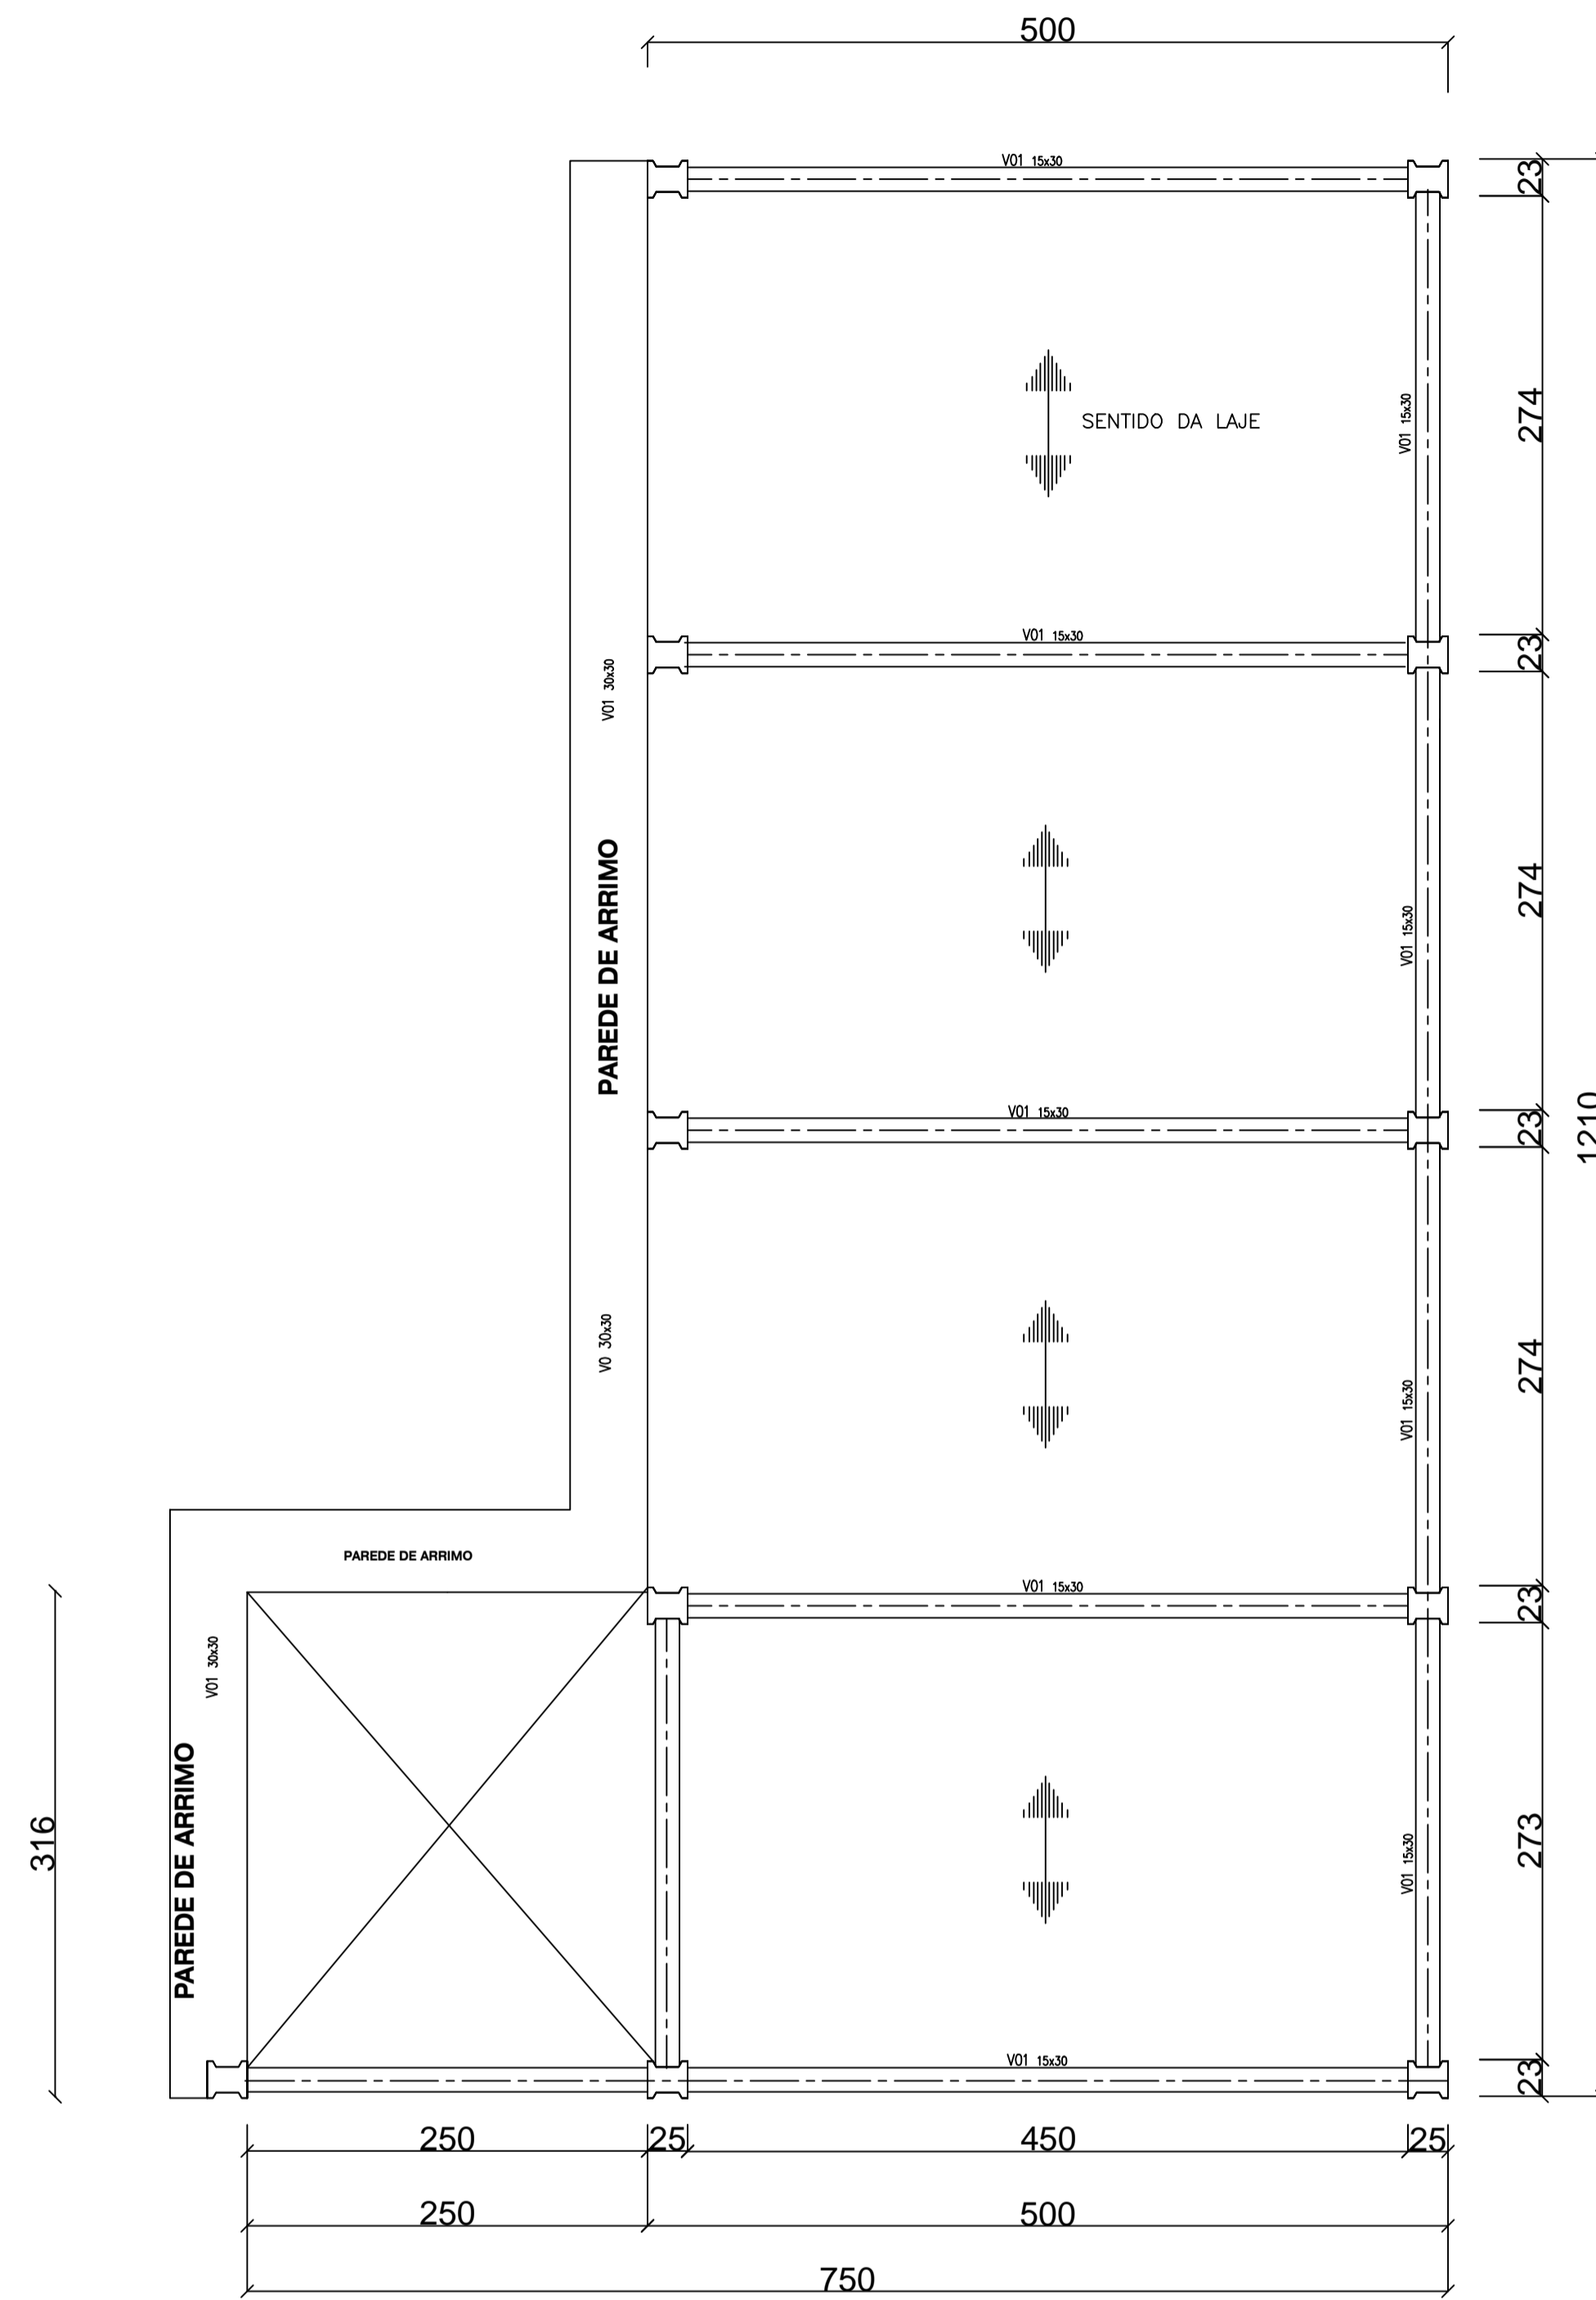 500
V01 15x30
23
274
SENTIDO DA LAJE
V01 15x30
V01 15x30
23
V01 30x30
PAREDE DE ARRIMO
274
V01 15x30
V01 15x30
23
1210
V0 30x30
274
V01 15x30
PAREDE DE ARRIMO
V01 15x30
23
V01 30x30
PAREDE DE ARRIMO
316
273
V01 15x30
V01 15x30
23
250 25 450 25
250 500
750